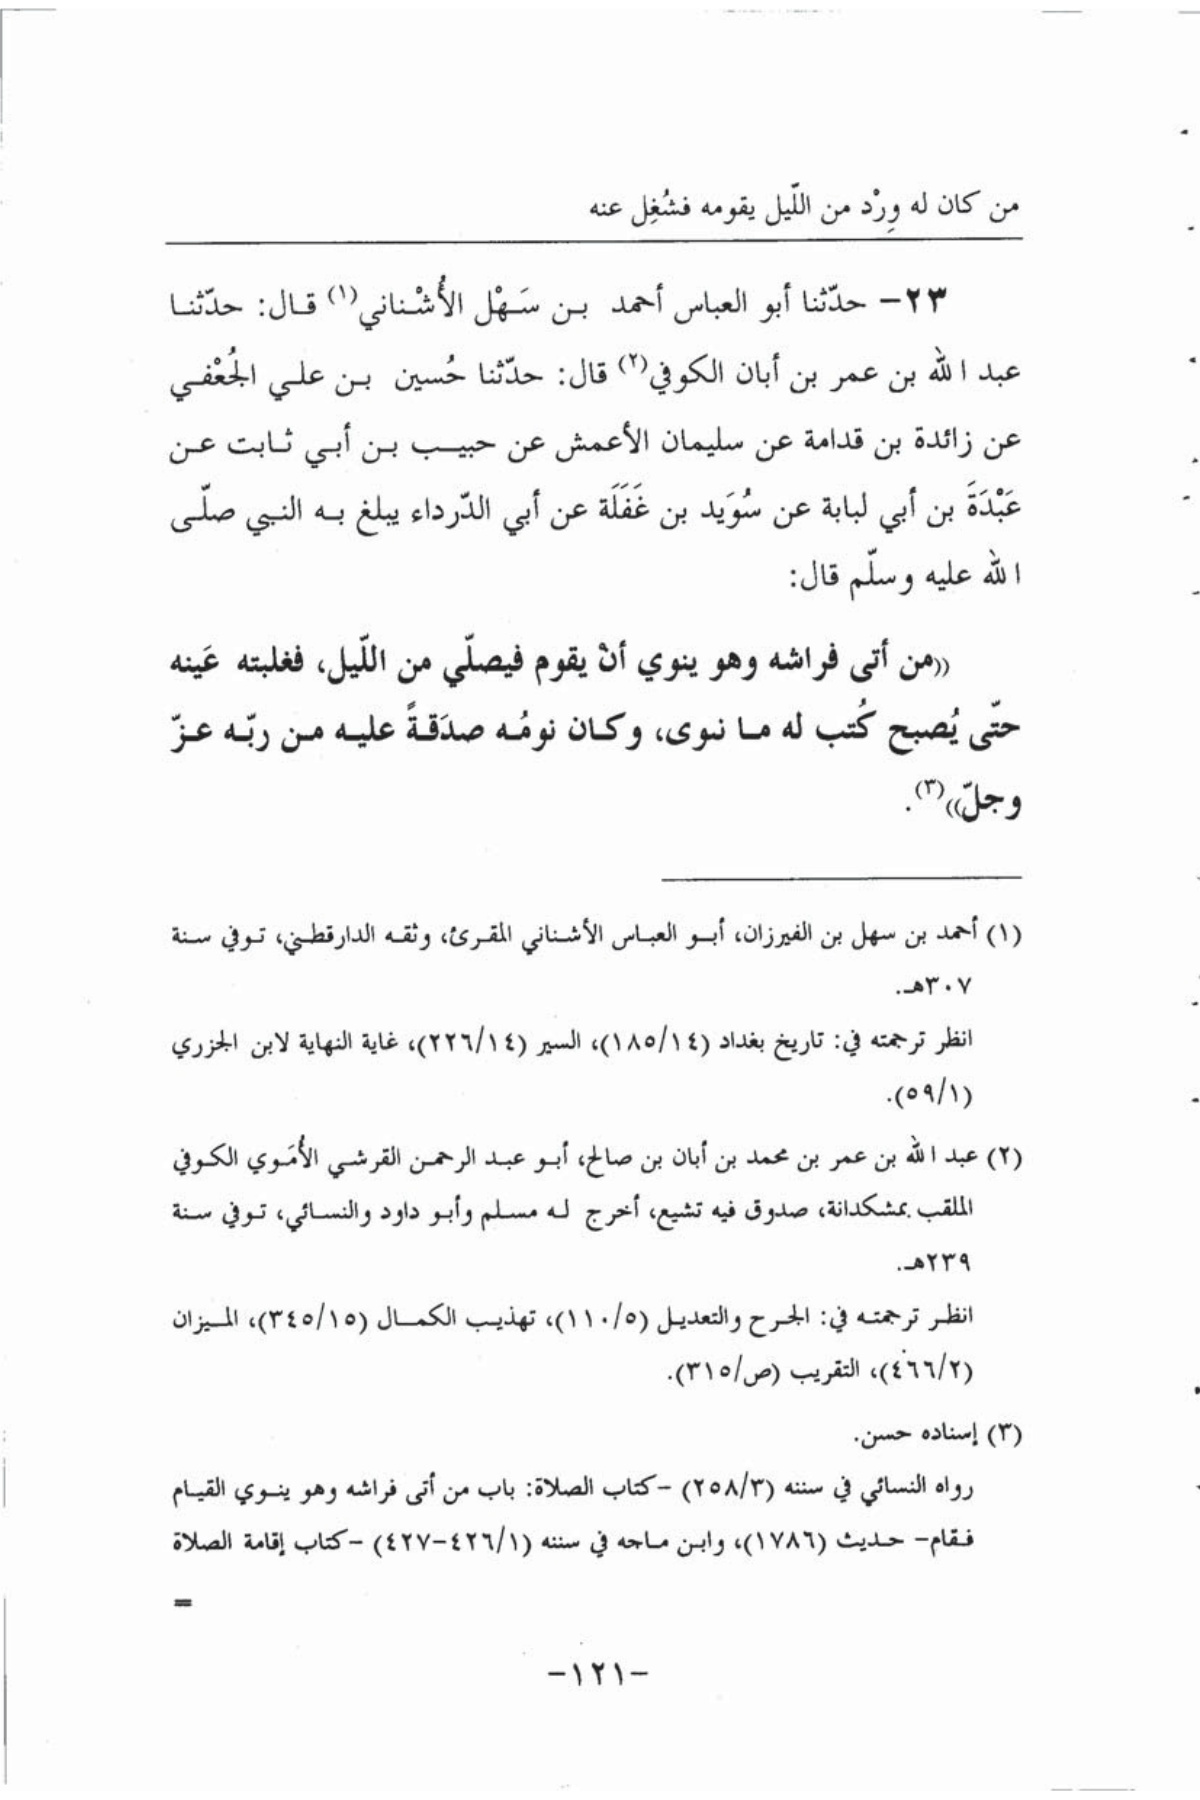 من كان له وِرْد من اللّيل يقومه فشُغِل عنه
٢٣- حدّثنا أبو العباس أحمد بن سَهْل الأُشْناني(١) قال: حدّثنا
عبد الله بن عمر بن أبان الكوفي(٢) قال: حدّثنا حُسين بن علي الجُعْفي
عن زائدة بن قدامة عن سليمان الأعمش عن حبيب بن أبي ثابت عن
عَبْدَةَ بن أبي لبابة عن سُوَيد بن غَفَلَة عن أبي الدّرداء يبلغ به النبي صلّى
الله عليه وسلّم قال:
((من أتى فراشه وهو ينوي أنْ يقوم فيصلّي من اللّيل، فغلبته عَينه
حتّى يُصبح كُتب له ما نوى، وكان نومُه صدَقةً عليه من ربّه عزّ
وجلّ))(٣).
(١) أحمد بن سهل بن الفيرزان، أبو العباس الأشناني المقرئ، وثقه الدارقطني، توفي سنة
٣٠٧هـ.
انظر ترجمته في: تاريخ بغداد (١٨٥/١٤)، السير (٢٢٦/١٤)، غاية النهاية لابن الجزري
(٥٩/١).
(٢) عبد الله بن عمر بن محمد بن أبان بن صالح، أبو عبد الرحمن القرشي الأُمَوي الكوفي
الملقب بمشكدانة، صدوق فيه تشيع، أخرج له مسلم وأبو داود والنسائي، توفي سنة
٢٣٩هـ.
انظر ترجمته في: الجرح والتعديل (١١٠/٥)، تهذيب الكمال (٣٤٥/١٥)، الميزان
(٤٦٦/٢)، التقريب (ص/٣١٥).
(٣) إسناده حسن.
رواه النسائي في سننه (٢٥٨/٣) -كتاب الصلاة: باب من أتى فراشه وهو ينوي القيام
فقام- حديث (١٧٨٦)، وابن ماجه في سننه (٤٢٦/١-٤٢٧) -كتاب إقامة الصلاة
=
-١٢١-